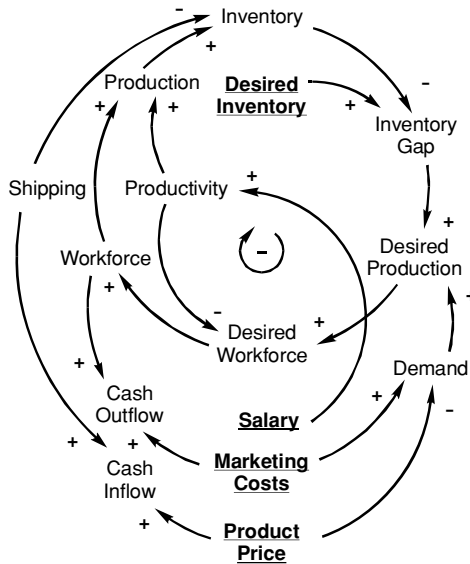 Inventory
Production
Desired
Inventory
Inventory
Gap
Shipping
Productivity
Workforce
Desired
Production
Desired
Workforce
Demand
Cash
Outflow
Salary
Cash
Inflow
Marketing
Costs
Product
Price
-
+
-
+
+
+
+
+
+
-
-
+
+
+
+
+
+
+
-
+